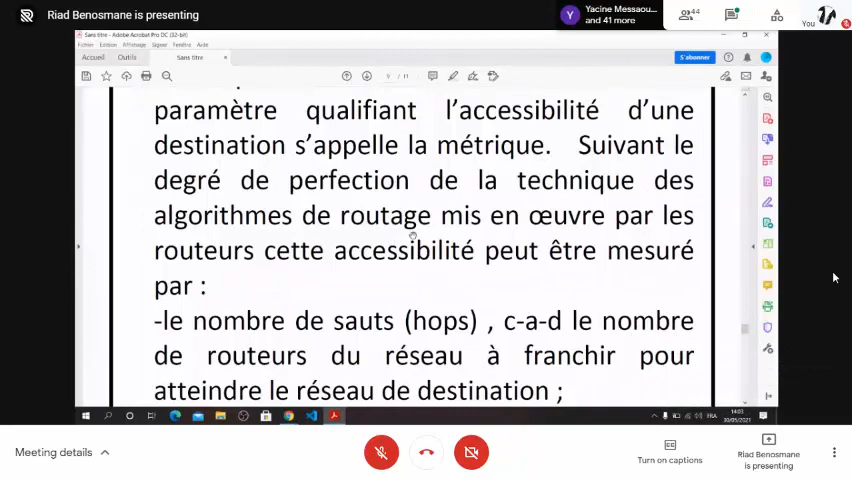 Riad Benosmane is presenting
Yacine Messaou...
and 41 more
44
You
Sans titre - Adobe Acrobat Pro DC (32-bit)
Fichier Edition Affichage Signer Fenêtre Aide
Accueil Outils Sans titre ×
S'abonner
9 / 11
paramètre qualifiant l'accessibilité d'une
destination s'appelle la métrique. Suivant le
degré de perfection de la technique des
algorithmes de routage mis en œuvre par les
routeurs cette accessibilité peut être mesuré
par :
-le nombre de sauts (hops) , c-a-d le nombre
de routeurs du réseau à franchir pour
atteindre le réseau de destination ;
FRA
14:03
30/05/2021
Meeting details
Turn on captions
Riad Benosmane
is presenting